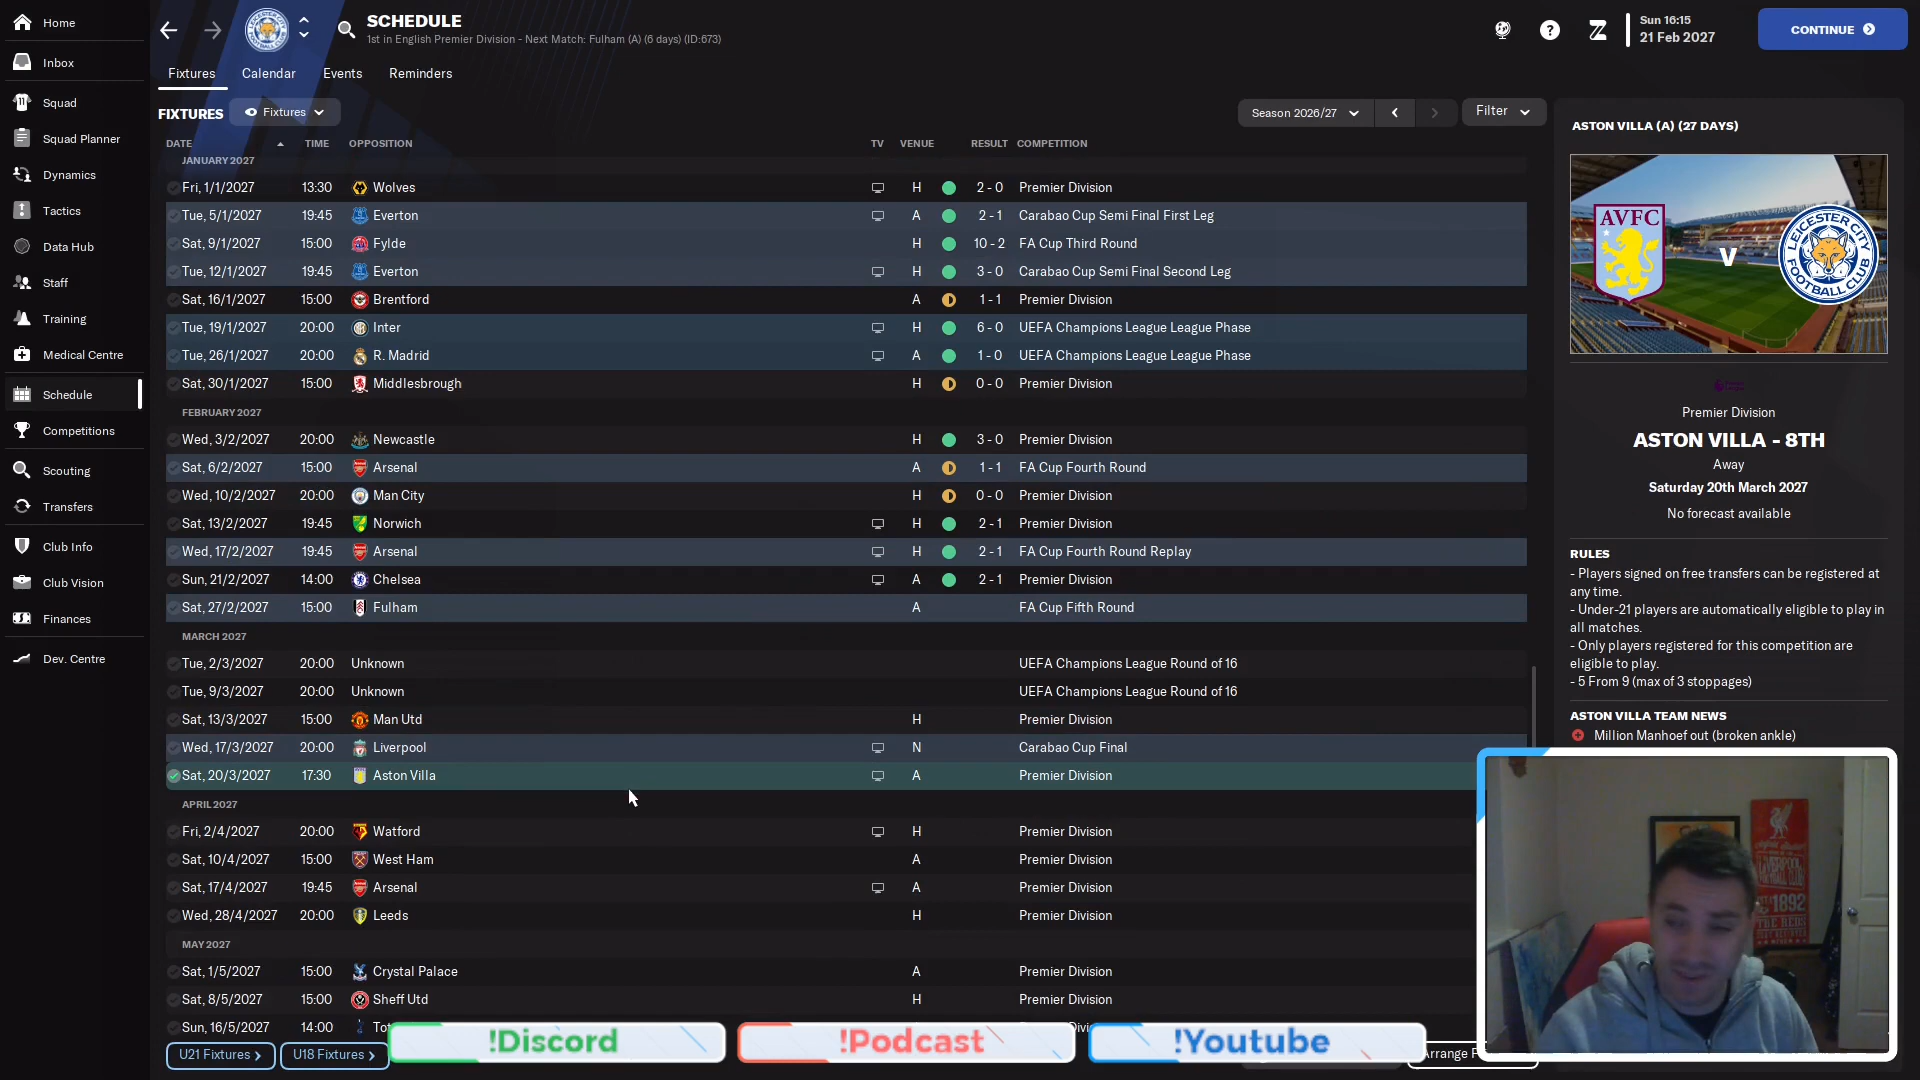 Home
Inbox
Squad
Squad Planner
Dynamics
Tactics
Data Hub
Staff
Training
Medical Centre
Schedule
Competitions
Scouting
Transfers
Club Info
Club Vision
Finances
Dev. Centre
SCHEDULE
1st in English Premier Division - Next Match: Fulham (A) (6 days) (ID:673)
Sun 16:15
21 Feb 2027
CONTINUE
Fixtures Calendar Events Reminders
FIXTURES Fixtures Season 2026/27 Filter
DATE TIME OPPOSITION TV VENUE RESULT COMPETITION
JANUARY 2027
Fri, 1/1/2027 13:30 Wolves H 2 - 0 Premier Division
Tue, 5/1/2027 19:45 Everton A 2 - 1 Carabao Cup Semi Final First Leg
Sat, 9/1/2027 15:00 Fylde H 10 - 2 FA Cup Third Round
Tue, 12/1/2027 19:45 Everton H 3 - 0 Carabao Cup Semi Final Second Leg
Sat, 16/1/2027 15:00 Brentford A 1 - 1 Premier Division
Tue, 19/1/2027 20:00 Inter H 6 - 0 UEFA Champions League League Phase
Tue, 26/1/2027 20:00 R. Madrid A 1 - 0 UEFA Champions League League Phase
Sat, 30/1/2027 15:00 Middlesbrough H 0 - 0 Premier Division
FEBRUARY 2027
Wed, 3/2/2027 20:00 Newcastle H 3 - 0 Premier Division
Sat, 6/2/2027 15:00 Arsenal A 1 - 1 FA Cup Fourth Round
Wed, 10/2/2027 20:00 Man City H 0 - 0 Premier Division
Sat, 13/2/2027 19:45 Norwich H 2 - 1 Premier Division
Wed, 17/2/2027 19:45 Arsenal H 2 - 1 FA Cup Fourth Round Replay
Sun, 21/2/2027 14:00 Chelsea A 2 - 1 Premier Division
Sat, 27/2/2027 15:00 Fulham A FA Cup Fifth Round
MARCH 2027
Tue, 2/3/2027 20:00 Unknown UEFA Champions League Round of 16
Tue, 9/3/2027 20:00 Unknown UEFA Champions League Round of 16
Sat, 13/3/2027 15:00 Man Utd H Premier Division
Wed, 17/3/2027 20:00 Liverpool N Carabao Cup Final
Sat, 20/3/2027 17:30 Aston Villa A Premier Division
APRIL 2027
Fri, 2/4/2027 20:00 Watford H Premier Division
Sat, 10/4/2027 15:00 West Ham A Premier Division
Sat, 17/4/2027 19:45 Arsenal A Premier Division
Wed, 28/4/2027 20:00 Leeds H Premier Division
MAY 2027
Sat, 1/5/2027 15:00 Crystal Palace A Premier Division
Sat, 8/5/2027 15:00 Sheff Utd H Premier Division
Sun, 16/5/2027 14:00
U21 Fixtures U18 Fixtures
!Discord !Podcast !Youtube
Arrange
ASTON VILLA (A) (27 DAYS)
AVFC V LEICESTER CITY FOOTBALL CLUB
Premier Division
ASTON VILLA - 8TH
Away
Saturday 20th March 2027
No forecast available
RULES
- Players signed on free transfers can be registered at
any time.
- Under-21 players are automatically eligible to play in
all matches.
- Only players registered for this competition are
eligible to play.
- 5 From 9 (max of 3 stoppages)
ASTON VILLA TEAM NEWS
Million Manhoef out (broken ankle)
1892
THE REDS